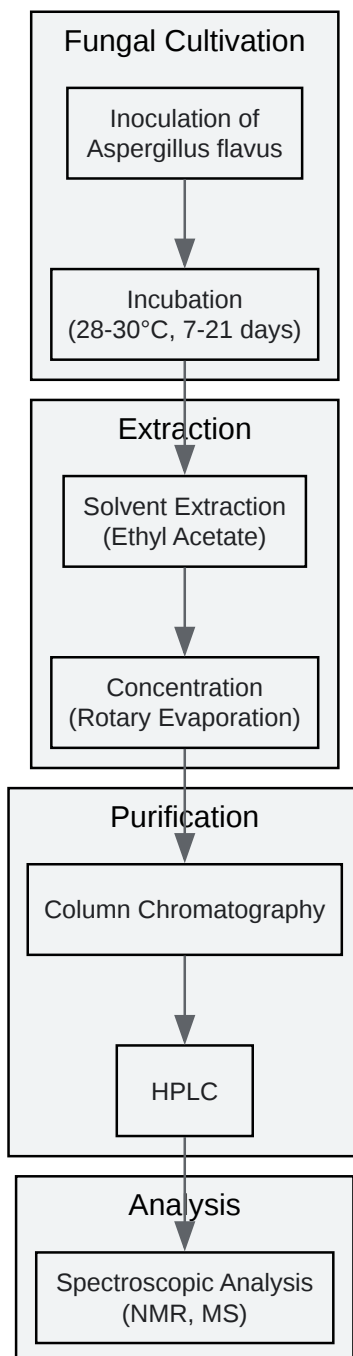 Fungal Cultivation
Inoculation of
Aspergillus flavus
Incubation
(28-30°C, 7-21 days)
Extraction
Solvent Extraction
(Ethyl Acetate)
Concentration
(Rotary Evaporation)
Purification
Column Chromatography
HPLC
Analysis
Spectroscopic Analysis
(NMR, MS)